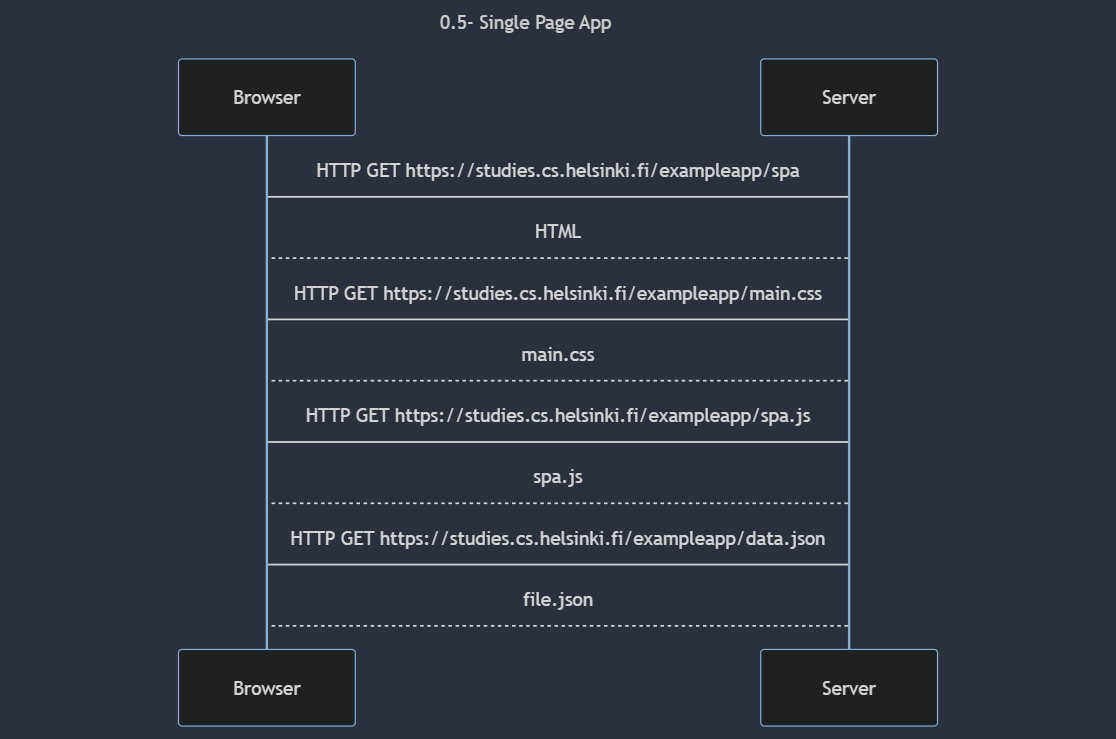 0.5- Single Page App
Browser
Server
HTTP GET https://studies.cs.helsinki.fi/exampleapp/spa
HTML
HTTP GET https://studies.cs.helsinki.fi/exampleapp/main.css
main.css
HTTP GET https://studies.cs.helsinki.fi/exampleapp/spa.js
spa.js
HTTP GET https://studies.cs.helsinki.fi/exampleapp/data.json
file.json
Browser
Server